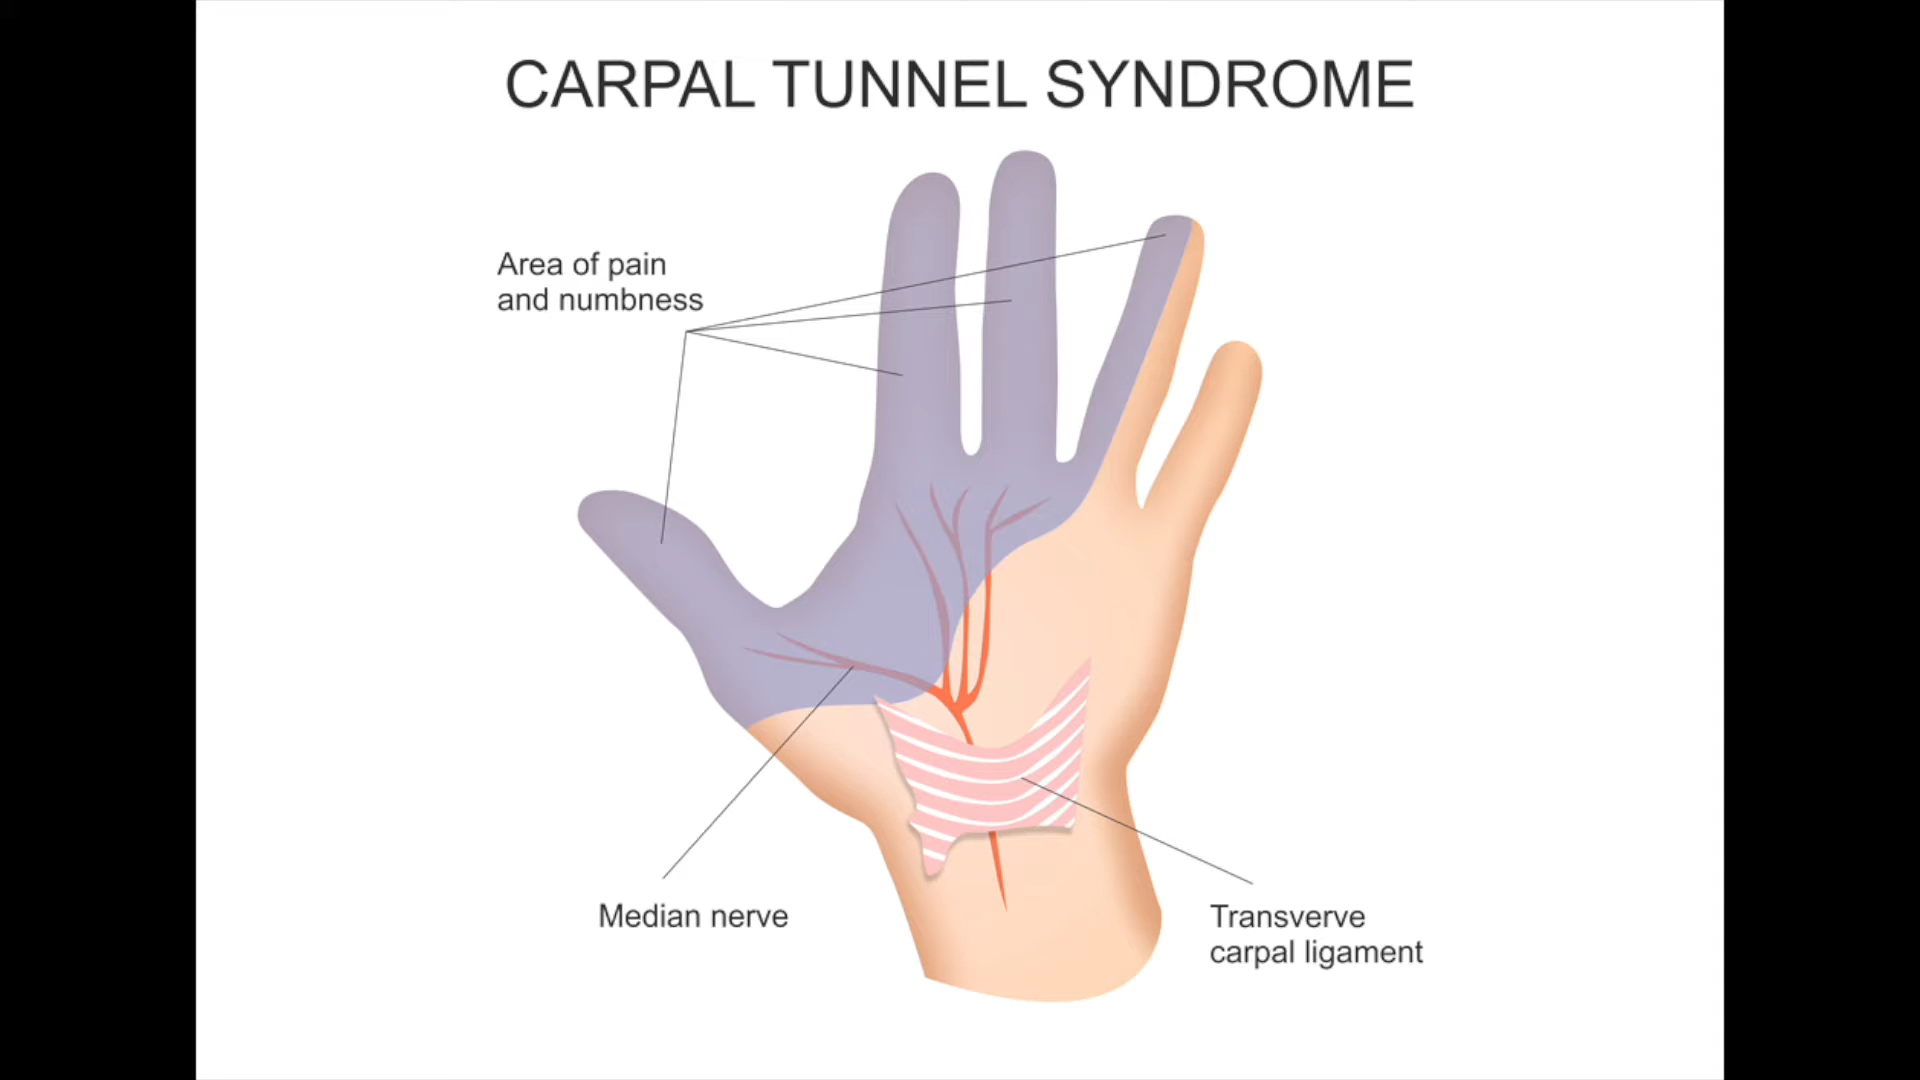 CARPAL TUNNEL SYNDROME
Area of pain
and numbness
Median nerve
Transverve
carpal ligament